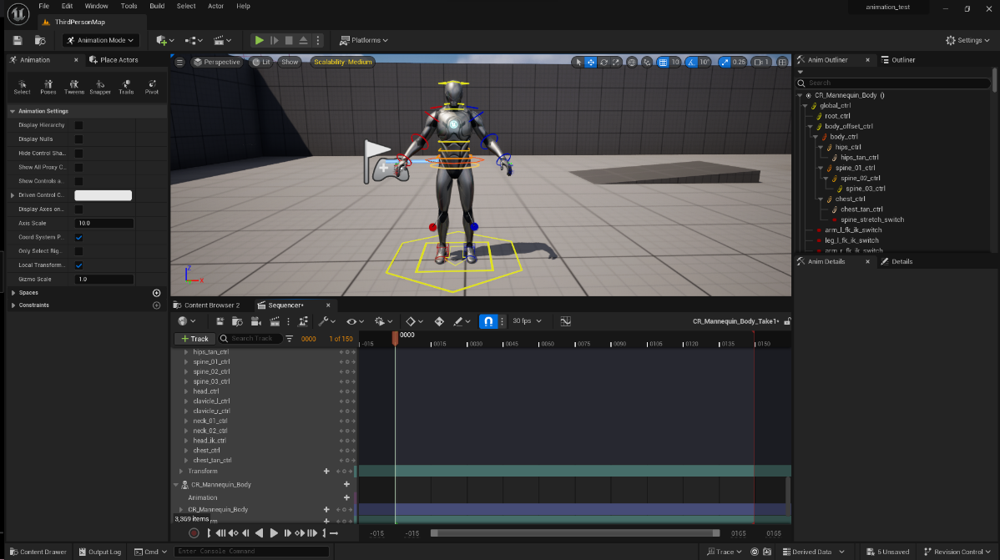 File Edit Window Tools Build Select Actor Help
animation_test
ThirdPersonMap
Animation Mode
Platforms
Settings
Animation
Place Actors
Perspective
Lit
Show
Scalability: Medium
10
10°
0.25
1
Anim Outliner
Outliner
Select Poses Tweens Snapper Trails Pivot
Search
Animation Settings
Display Hierarchy
Display Nulls
Hide Control Sha...
Show All Proxy C...
Show Controls a...
Driven Control C...
Display Axes on...
Axis Scale 10.0
Coord System P...
Only Select Rig...
Local Transform...
Gizmo Scale 1.0
Spaces
Constraints
CR_Mannequin_Body ()
global_ctrl
root_ctrl
body_offset_ctrl
body_ctrl
hips_ctrl
hips_tan_ctrl
spine_01_ctrl
spine_02_ctrl
spine_03_ctrl
chest_ctrl
chest_tan_ctrl
spine_stretch_switch
arm_l_fk_ik_switch
leg_l_fk_ik_switch
arm_r_fk_ik_switch
Anim Details
Details
Z
X
Content Browser 2
Sequencer•
30 fps
CR_Mannequin_Body_Take1•
Track
Search Track
0000
1 of 150
-015
0000
0015
0030
0045
0060
0075
0090
0105
0120
0135
0150
hips_tan_ctrl
spine_01_ctrl
spine_02_ctrl
spine_03_ctrl
head_ctrl
clavicle_l_ctrl
clavicle_r_ctrl
neck_01_ctrl
neck_02_ctrl
head_ik_ctrl
chest_ctrl
chest_tan_ctrl
Transform
CR_Mannequin_Body
Animation
CR_Mannequin_Body
3,369 items
-015
-015
0165
0165
Content Drawer
Output Log
Cmd
Enter Console Command
Trace
Derived Data
5 Unsaved
Revision Control